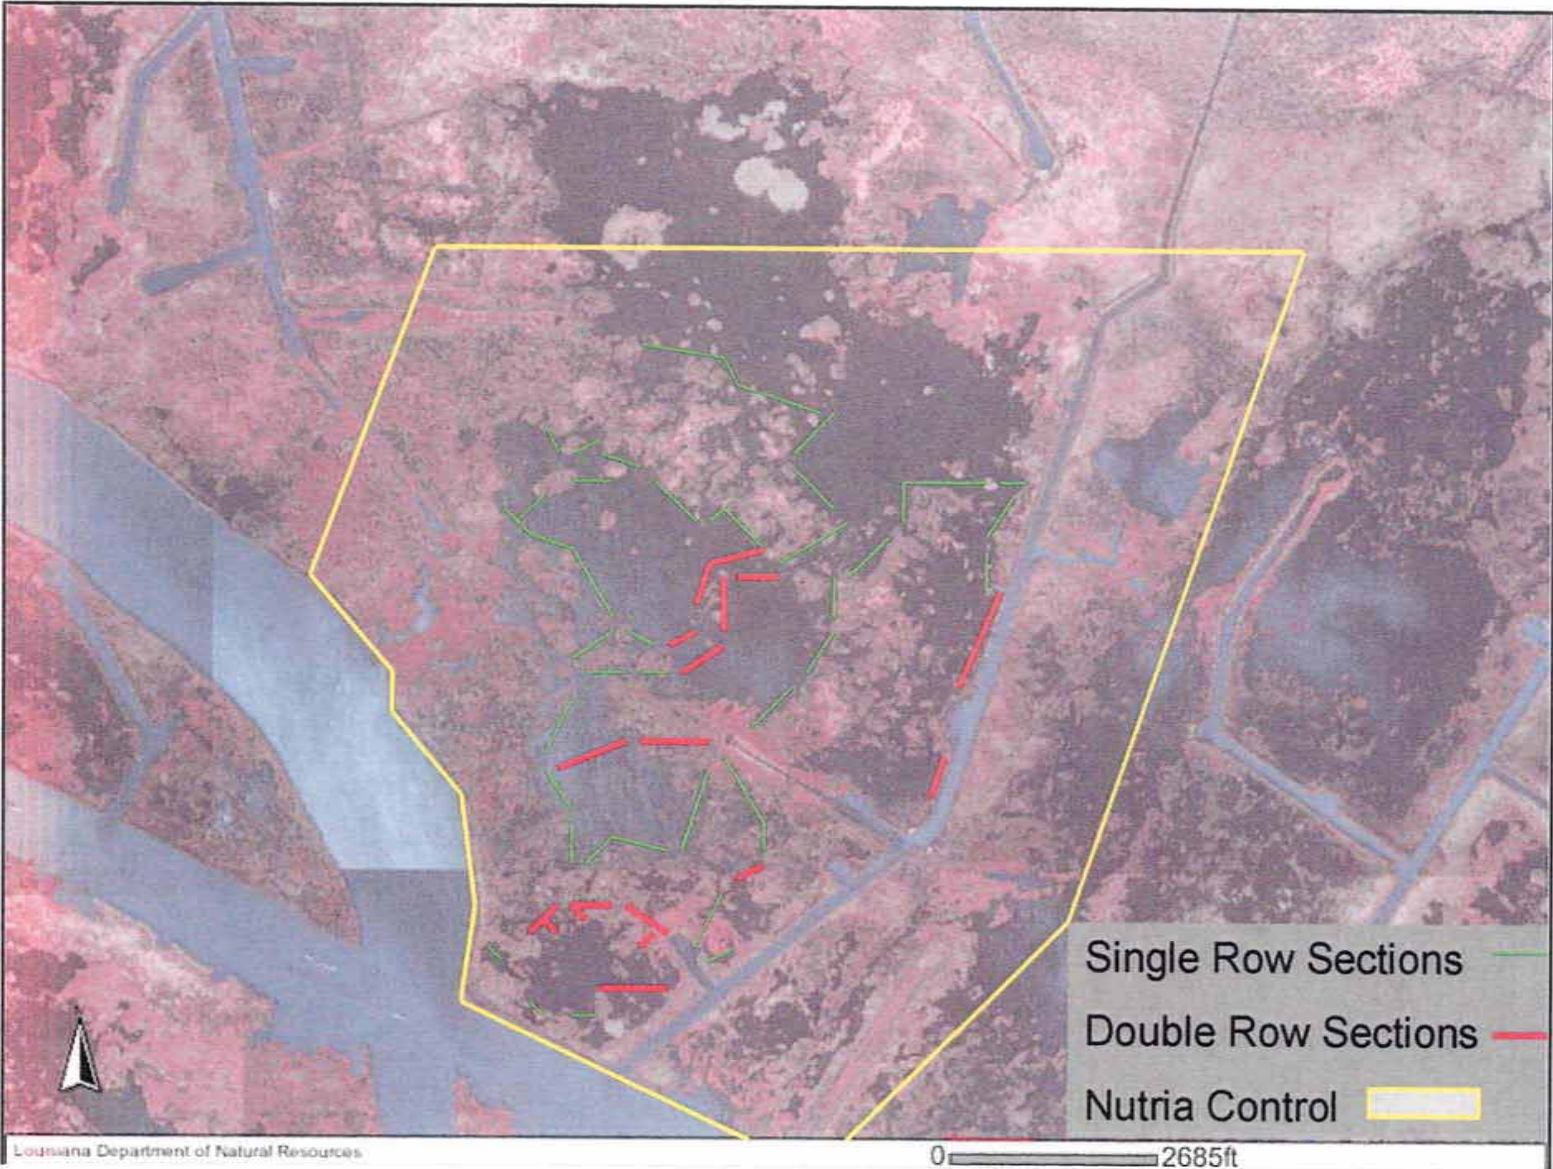 Single Row Sections
Double Row Sections
Nutria Control
Louisiana Department of Natural Resources
0 2685ft